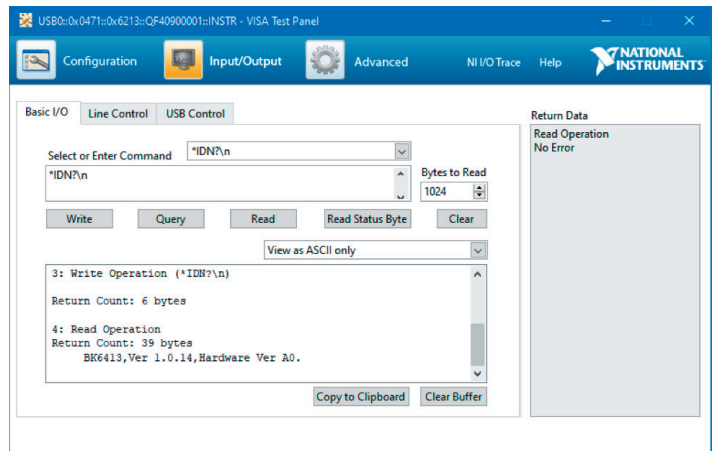 USB0::0x0471::0x6213::QF40900001::INSTR - VISA Test Panel
Configuration
Input/Output
Advanced
NI I/O Trace
Help
NATIONAL
INSTRUMENTS
Basic I/O
Line Control
USB Control
Return Data
Read Operation
No Error
Select or Enter Command
*IDN?\n
*IDN?\n
Bytes to Read
1024
Write
Query
Read
Read Status Byte
Clear
View as ASCII only
3: Write Operation (*IDN?\n)
Return Count: 6 bytes
4: Read Operation
Return Count: 39 bytes
BK6413,Ver 1.0.14,Hardware Ver A0.
Copy to Clipboard
Clear Buffer